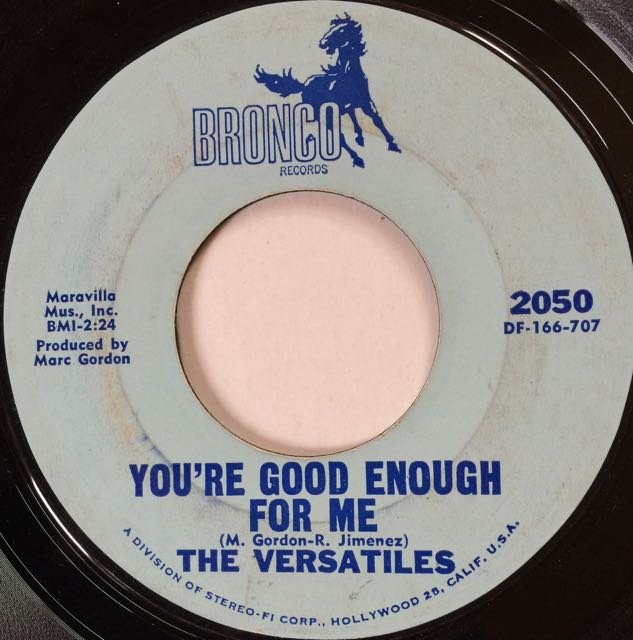 BRONCO
RECORDS
Maravilla
Mus., Inc.
BMI-2:24
Produced by
Marc Gordon
2050
DF-166-707
YOU'RE GOOD ENOUGH
FOR ME
(M. Gordon-R. Jimenez)
THE VERSATILES
A DIVISION OF STEREO-FI CORP., HOLLYWOOD 28, CALIF. U.S.A.